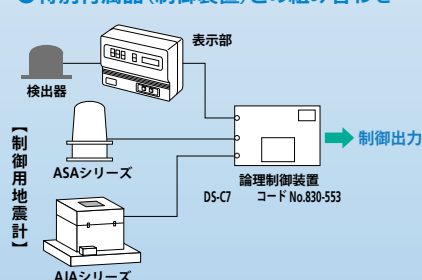 ●特別付属品(制御装置)との組み合わせ
表示部
検出器
【制御用地震計】
ASAシリーズ
制御出力
論理制御装置
DS-C7 コードNo.830-553
AJAシリーズ